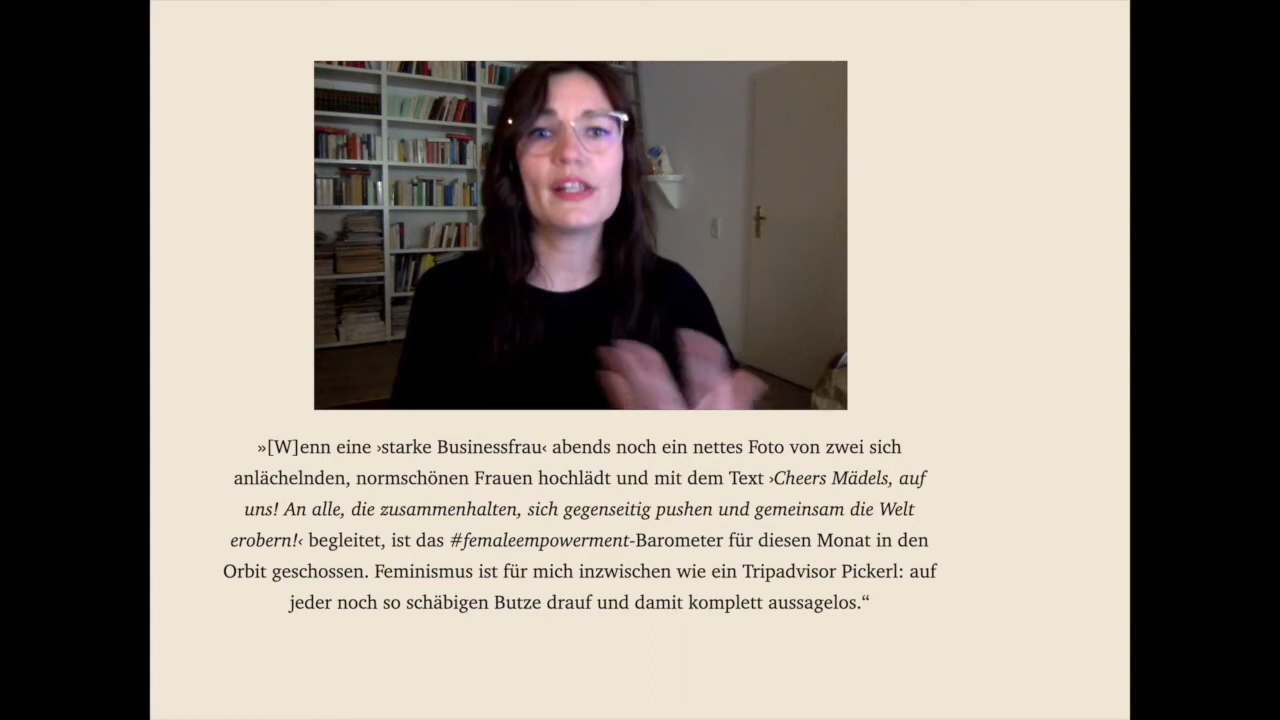 »[W]enn eine ›starke Businessfrau‹ abends noch ein nettes Foto von zwei sich
anlächelnden, normschönen Frauen hochlädt und mit dem Text ›Cheers Mädels, auf
uns! An alle, die zusammenhalten, sich gegenseitig pushen und gemeinsam die Welt
erobern!‹ begleitet, ist das #femaleempowerment-Barometer für diesen Monat in den
Orbit geschossen. Feminismus ist für mich inzwischen wie ein Tripadvisor Pickerl: auf
jeder noch so schäbigen Butze drauf und damit komplett aussagelos.“